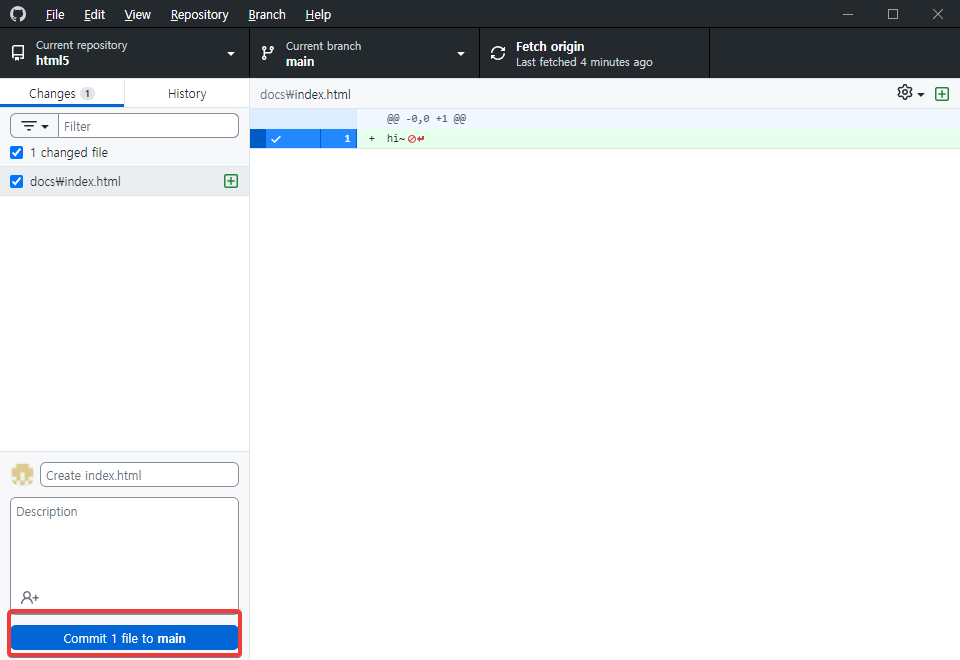 File Edit View Repository Branch Help
Current repository
html5
Current branch
main
Fetch origin
Last fetched 4 minutes ago
Changes 1
History
docs₩index.html
Filter
1 changed file
docs₩index.html
@@ -0,0 +1 @@
1 + hi~
Create index.html
Description
Commit 1 file to main